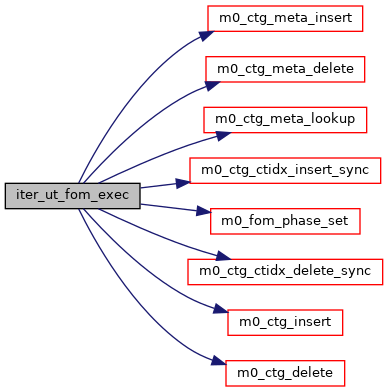 m0_ctg_meta_insert
m0_ctg_meta_delete
m0_ctg_meta_lookup
m0_ctg_ctidx_insert_sync
iter_ut_fom_exec
m0_fom_phase_set
m0_ctg_ctidx_delete_sync
m0_ctg_insert
m0_ctg_delete